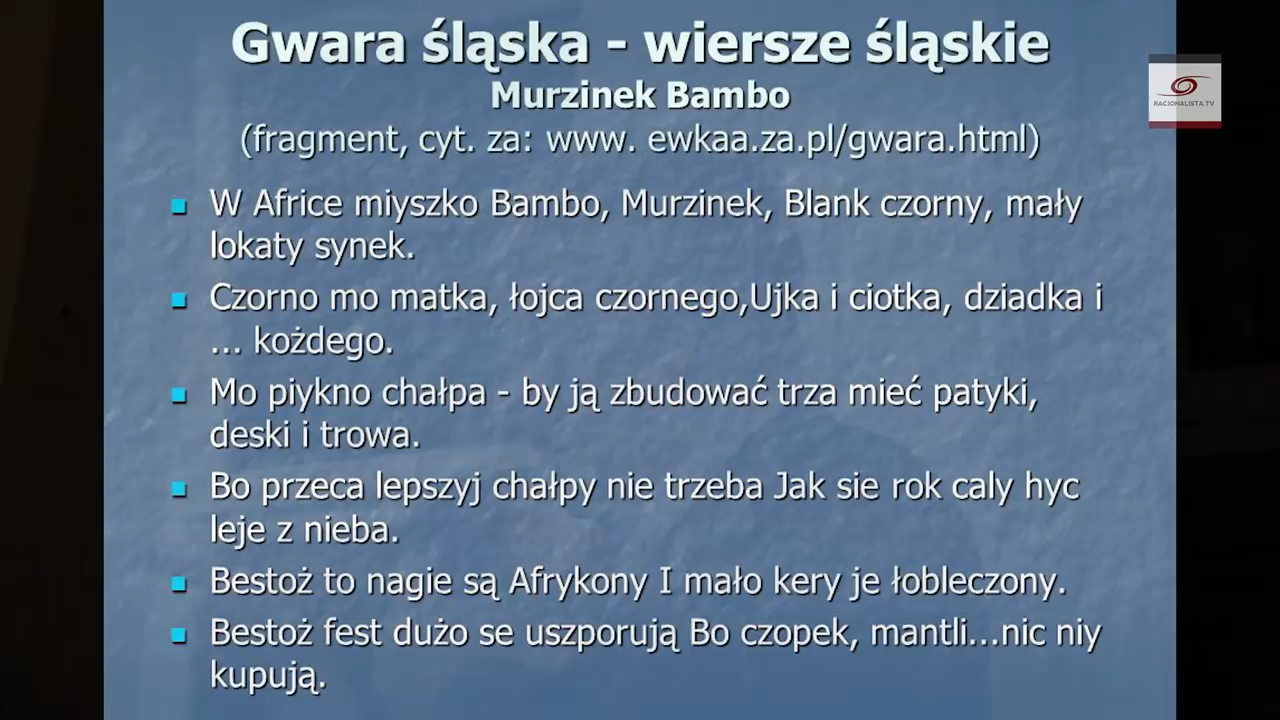 Gwara śląska - wiersze śląskie
Murzinek Bambo
(fragment, cyt. za: www. ewkaa.za.pl/gwara.html)
RACJONALISTA.TV
W Africe miyszko Bambo, Murzinek, Blank czorny, mały
lokaty synek.
Czorno mo matka, łojca czornego,Ujka i ciotka, dziadka i
... kożdego.
Mo piykno chałpa - by ją zbudować trza mieć patyki,
deski i trowa.
Bo przeca lepszyj chałpy nie trzeba Jak sie rok caly hyc
leje z nieba.
Bestoż to nagie są Afrykony I mało kery je łobleczony.
Bestoż fest dużo se uszporują Bo czopek, mantli...nic niy
kupują.